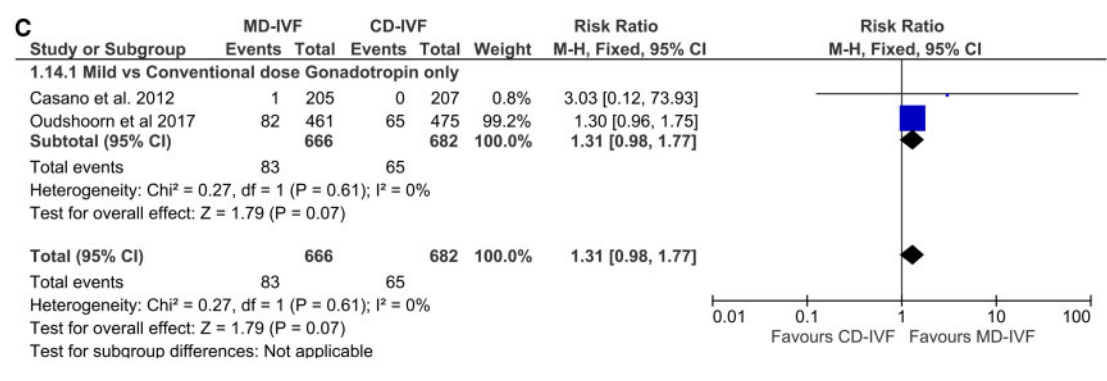 C
MD-IVF CD-IVF Risk Ratio Risk Ratio
Study or Subgroup Events Total Events Total Weight M-H, Fixed, 95% CI M-H, Fixed, 95% CI
1.14.1 Mild vs Conventional dose Gonadotropin only
Casano et al. 2012 1 205 0 207 0.8% 3.03 [0.12, 73.93]
Oudshoorn et al 2017 82 461 65 475 99.2% 1.30 [0.96, 1.75]
Subtotal (95% CI) 666 682 100.0% 1.31 [0.98, 1.77]
Total events 83 65
Heterogeneity: Chi² = 0.27, df = 1 (P = 0.61); I² = 0%
Test for overall effect: Z = 1.79 (P = 0.07)
Total (95% CI) 666 682 100.0% 1.31 [0.98, 1.77]
Total events 83 65
Heterogeneity: Chi² = 0.27, df = 1 (P = 0.61); I² = 0%
Test for overall effect: Z = 1.79 (P = 0.07)
Test for subgroup differences: Not applicable
0.01 0.1 1 10 100
Favours CD-IVF Favours MD-IVF